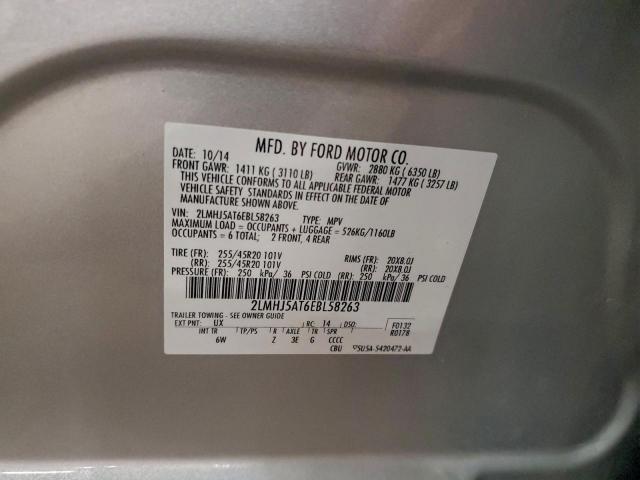 MFD. BY FORD MOTOR CO.
DATE: 10/14 GVWR: 2880 KG ( 6350 LB)
FRONT GAWR: 1411 KG ( 3110 LB) REAR GAWR: 1477 KG ( 3257 LB)
THIS VEHICLE CONFORMS TO ALL APPLICABLE FEDERAL MOTOR
VEHICLE SAFETY STANDARDS IN EFFECT ON THE DATE OF
MANUFACTURE SHOWN ABOVE.
VIN: 2LMHJ5AT6EBL58263 TYPE: MPV
MAXIMUM LOAD = OCCUPANTS + LUGGAGE = 526KG/1160LB
OCCUPANTS = 6 TOTAL; 2 FRONT, 4 REAR
TIRE (FR): 255/45R20 101V RIMS (FR): 20X8.0J
(RR): 255/45R20 101V (RR): 20X8.0J
PRESSURE (FR): 250 kPa/ 36 PSI COLD (RR): 250 kPa/ 36 PSI COLD
2LMHJ5AT6EBL58263
TRAILER TOWING - SEE OWNER GUIDE
EXT PNT: UX RC: 14 DSO: F0132
R0178
INT TR TP/PS R AXLE TR SPR
6W Z 3E G CCCC
CBU 5U5A-5420472-AA